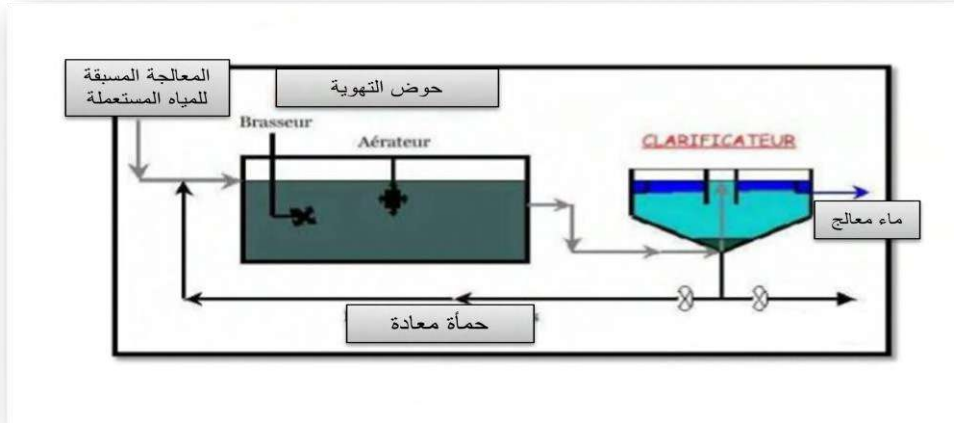 المعالجة المسبقة
للمياه المستعملة
حوض التهوية
Brasseur
Aérateur
CLARIFICATEUR
ماء معالج
حمأة معادة